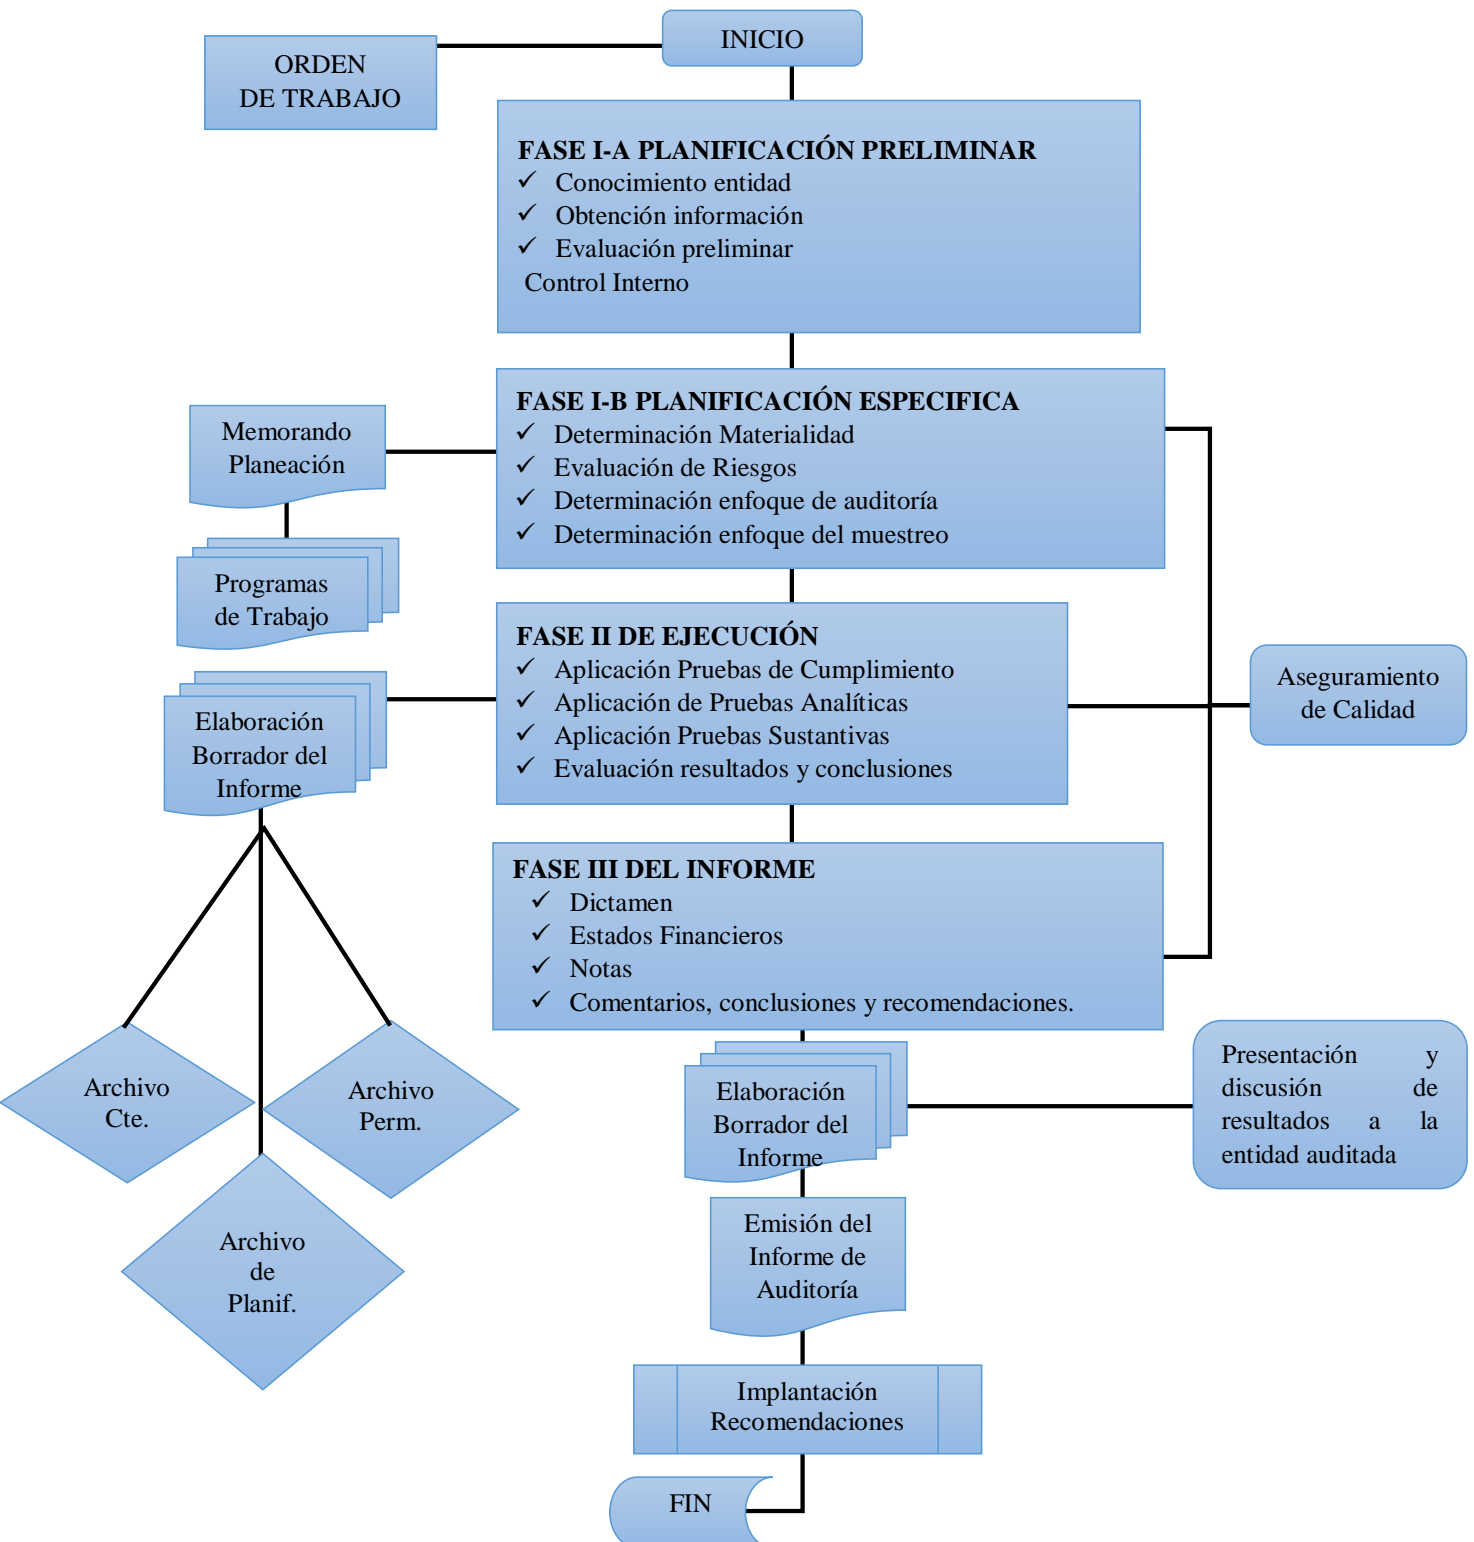 INICIO
ORDEN
DE TRABAJO
FASE I-A PLANIFICACIÓN PRELIMINAR
✓ Conocimiento entidad
✓ Obtención información
✓ Evaluación preliminar
Control Interno
FASE I-B PLANIFICACIÓN ESPECIFICA
✓ Determinación Materialidad
✓ Evaluación de Riesgos
✓ Determinación enfoque de auditoría
✓ Determinación enfoque del muestreo
Memorando
Planeación
Programas
de Trabajo
FASE II DE EJECUCIÓN
✓ Aplicación Pruebas de Cumplimiento
✓ Aplicación de Pruebas Analíticas
✓ Aplicación Pruebas Sustantivas
✓ Evaluación resultados y conclusiones
Aseguramiento
de Calidad
Elaboración
Borrador del
Informe
FASE III DEL INFORME
✓ Dictamen
✓ Estados Financieros
✓ Notas
✓ Comentarios, conclusiones y recomendaciones.
Archivo
Cte.
Archivo
Perm.
Archivo
de
Planif.
Elaboración
Borrador del
Informe
Presentación y
discusión de
resultados a la
entidad auditada
Emisión del
Informe de
Auditoría
Implantación
Recomendaciones
FIN